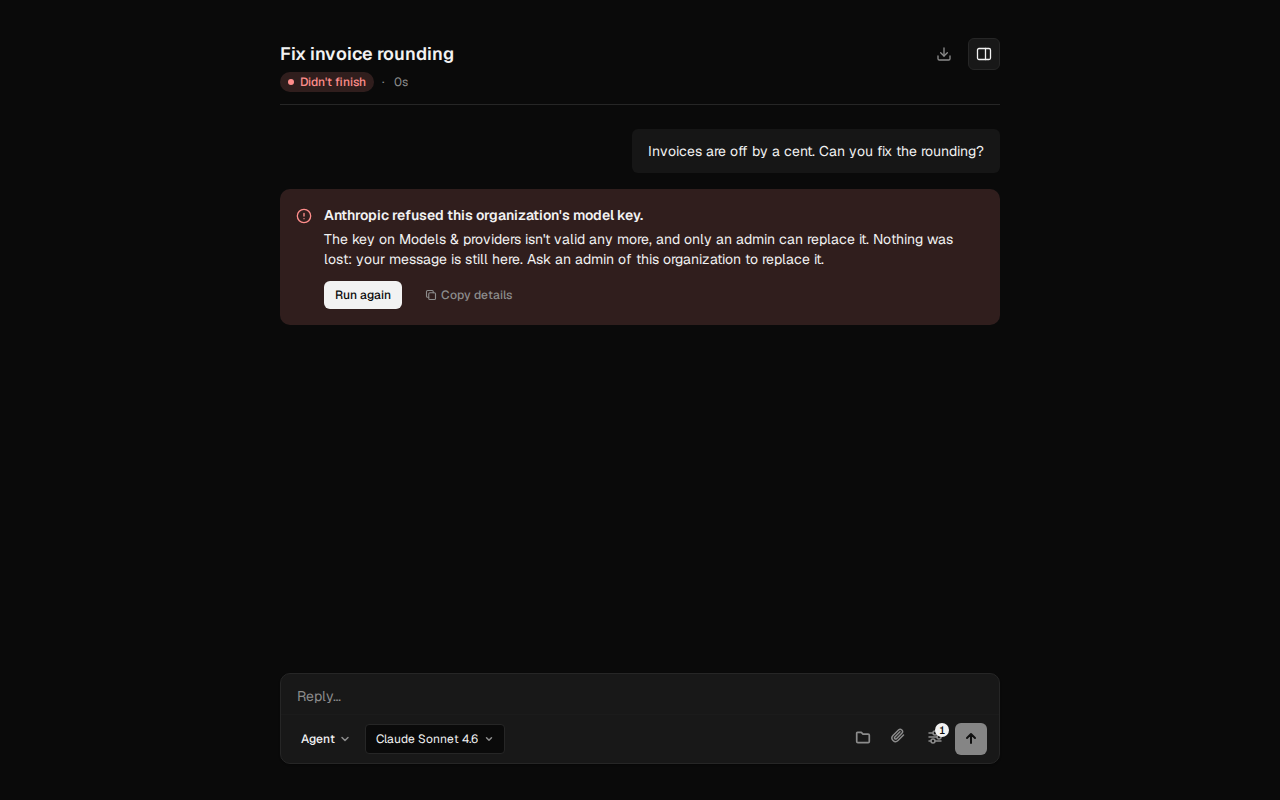 Fix invoice rounding
Didn't finish · 0s
Invoices are off by a cent. Can you fix the rounding?
Anthropic refused this organization's model key.
The key on Models & providers isn't valid any more, and only an admin can replace it. Nothing was
lost: your message is still here. Ask an admin of this organization to replace it.
Run again Copy details
Reply...
Agent Claude Sonnet 4.6 1